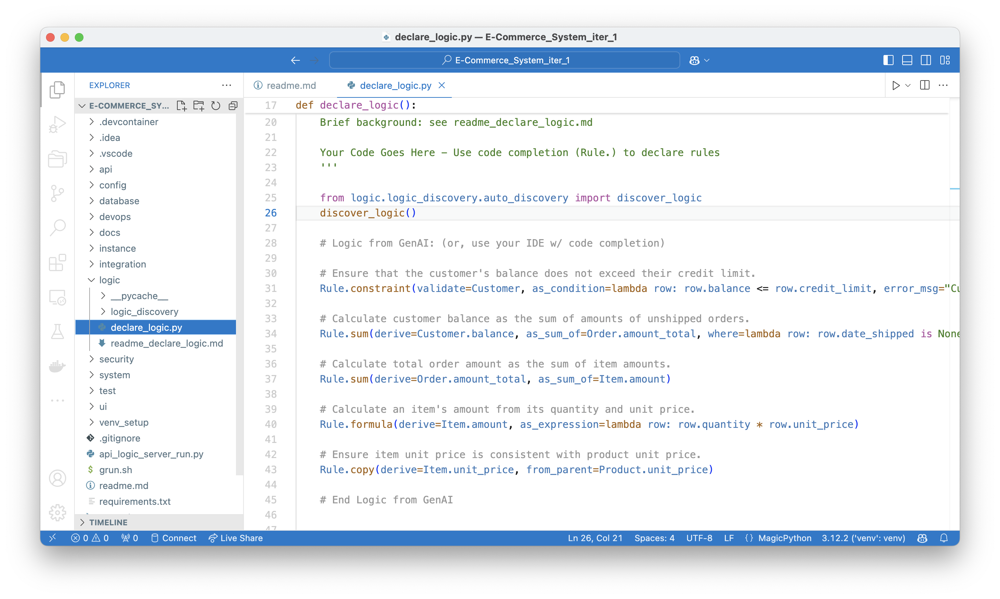 declare_logic.py — E-Commerce_System_iter_1
E-Commerce_System_iter_1
EXPLORER
E-COMMERCE_SY...
.devcontainer
.idea
.vscode
api
config
database
devops
docs
instance
integration
logic
__pycache__
logic_discovery
declare_logic.py
readme_declare_logic.md
security
system
test
ui
venv_setup
.gitignore
api_logic_server_run.py
$ grun.sh
readme.md
requirements.txt
TIMELINE
readme.md
declare_logic.py
17 def declare_logic():
20 Brief background: see readme_declare_logic.md
21
22 Your Code Goes Here – Use code completion (Rule.) to declare rules
23 '''
24
25 from logic.logic_discovery.auto_discovery import discover_logic
26 discover_logic()
27
28 # Logic from GenAI: (or, use your IDE w/ code completion)
29
30 # Ensure that the customer's balance does not exceed their credit limit.
31 Rule.constraint(validate=Customer, as_condition=lambda row: row.balance <= row.credit_limit, error_msg="Cu
32
33 # Calculate customer balance as the sum of amounts of unshipped orders.
34 Rule.sum(derive=Customer.balance, as_sum_of=Order.amount_total, where=lambda row: row.date_shipped is None
35
36 # Calculate total order amount as the sum of item amounts.
37 Rule.sum(derive=Order.amount_total, as_sum_of=Item.amount)
38
39 # Calculate an item's amount from its quantity and unit price.
40 Rule.formula(derive=Item.amount, as_expression=lambda row: row.quantity * row.unit_price)
41
42 # Ensure item unit price is consistent with product unit price.
43 Rule.copy(derive=Item.unit_price, from_parent=Product.unit_price)
44
45 # End Logic from GenAI
46
47
0 0 0 Connect Live Share Ln 26, Col 21 Spaces: 4 UTF-8 LF {} MagicPython 3.12.2 ('venv': venv)